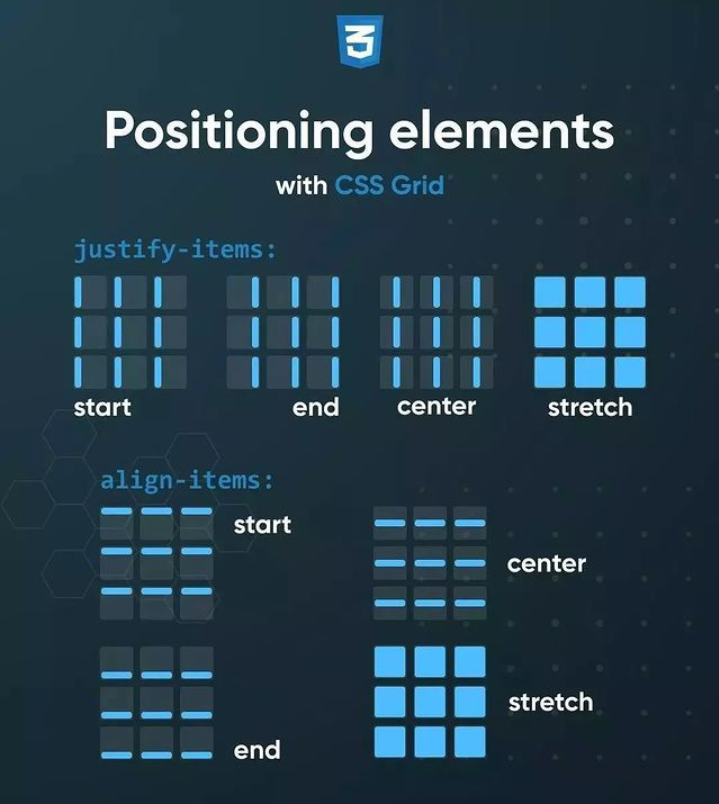 3
Positioning elements
with CSS Grid
justify-items:
start end center stretch
align-items:
start
center
end
stretch